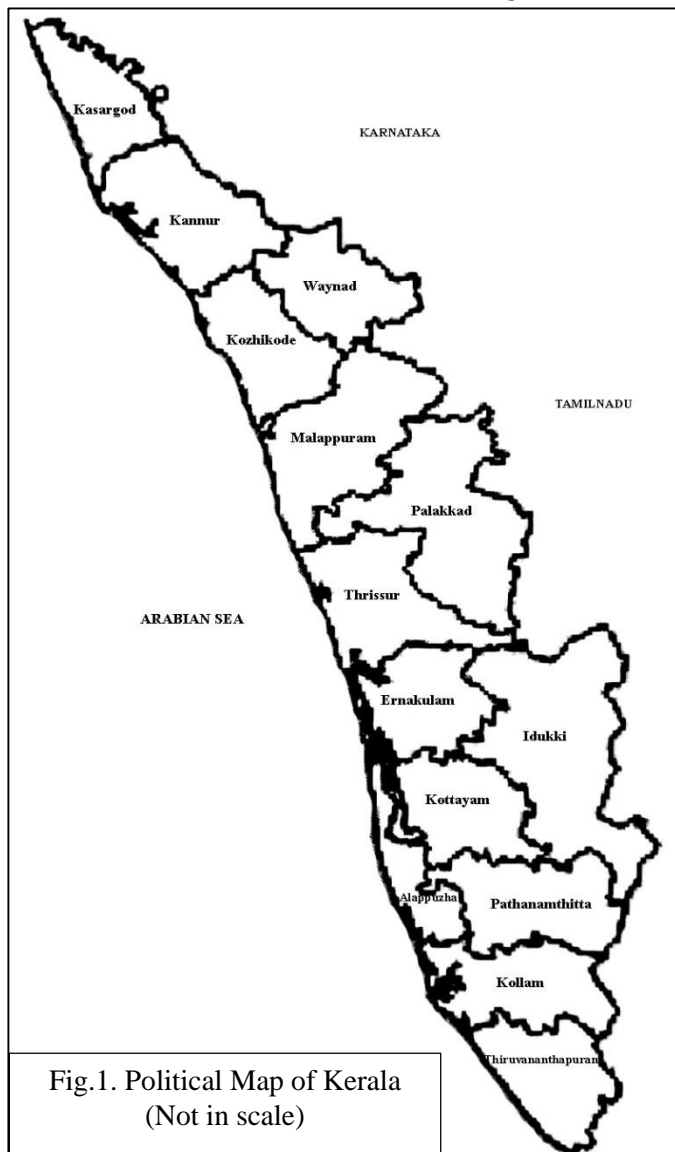 Kasargod
KARNATAKA
Kannur
Waynad
Kozhikode
TAMILNADU
Malappuram
Palakkad
Thrissur
ARABIAN SEA
Ernakulam
Idukki
Kottayam
Alappuzha
Pathanamthitta
Kollam
Thiruvananthapuran
Fig.1. Political Map of Kerala
(Not in scale)